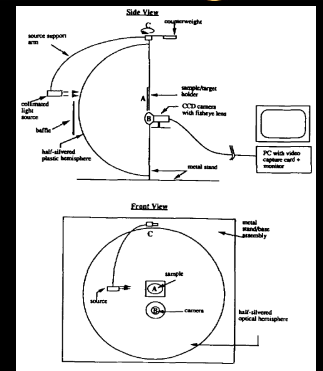 Side View
C
counterweight
source support
arm
sample/target
holder
A
CCD camera
with fisheye lens
B
collimated
light
source
baffle
half-silvered
plastic hemisphere
metal stand
PC with video
capture card +
monitor
Front View
C
metal
stand/base
assembly
sample
A
source
B
camera
half-silvered
optical hemisphere